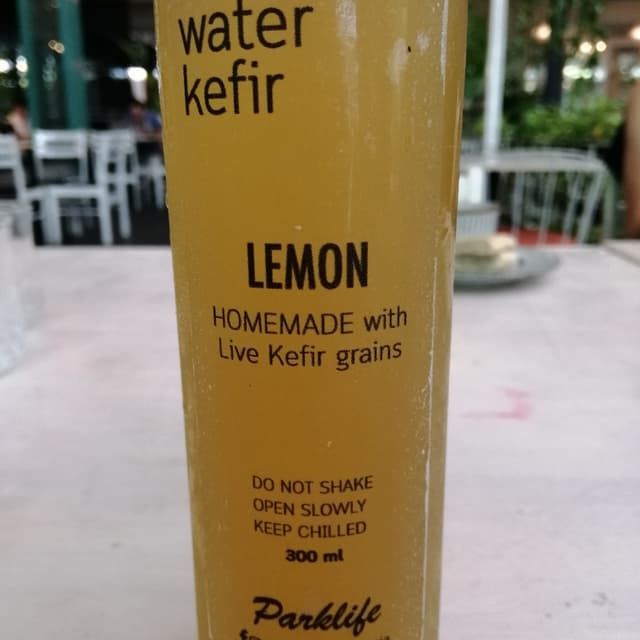 water
kefir
LEMON
HOMEMADE with
Live Kefir grains
DO NOT SHAKE
OPEN SLOWLY
KEEP CHILLED
300 ml
Parklife